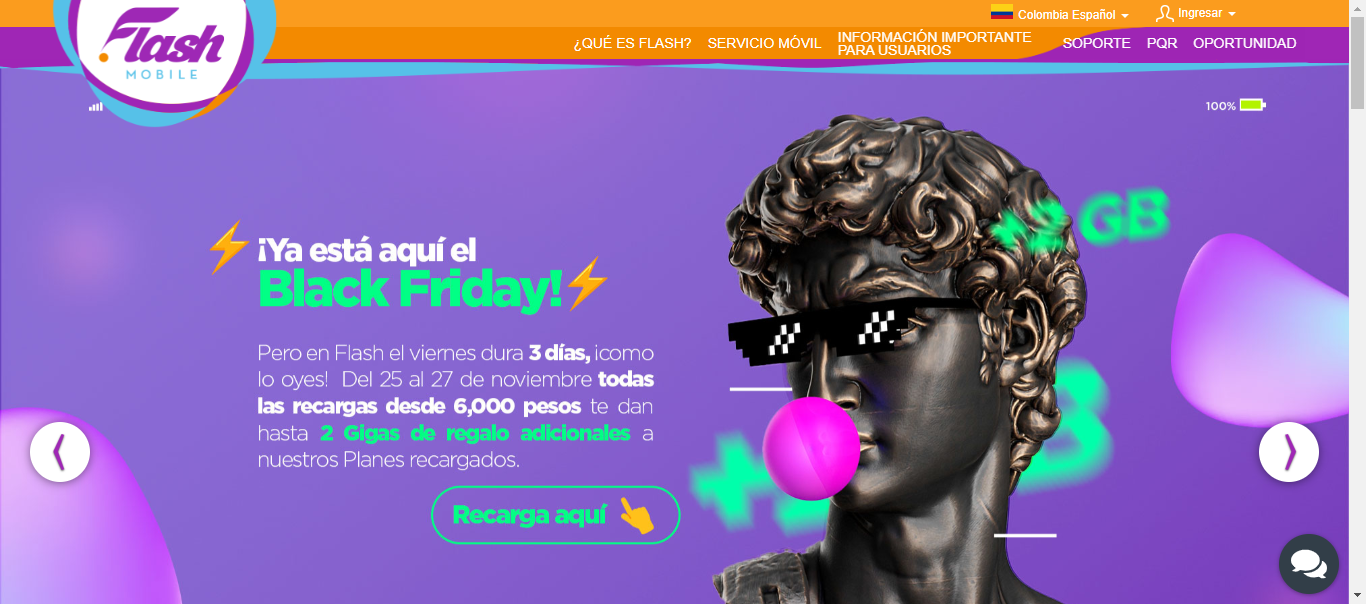 Colombia Español
Ingresar
Flash
MOBILE
¿QUÉ ES FLASH?
SERVICIO MÓVIL
INFORMACIÓN IMPORTANTE
PARA USUARIOS
SOPORTE
PQR
OPORTUNIDAD
100%
¡Ya está aquí el
Black Friday!
Pero en Flash el viernes dura 3 días, ¡como
lo oyes! Del 25 al 27 de noviembre todas
las recargas desde 6,000 pesos te dan
hasta 2 Gigas de regalo adicionales a
nuestros Planes recargados.
Recarga aquí
GB